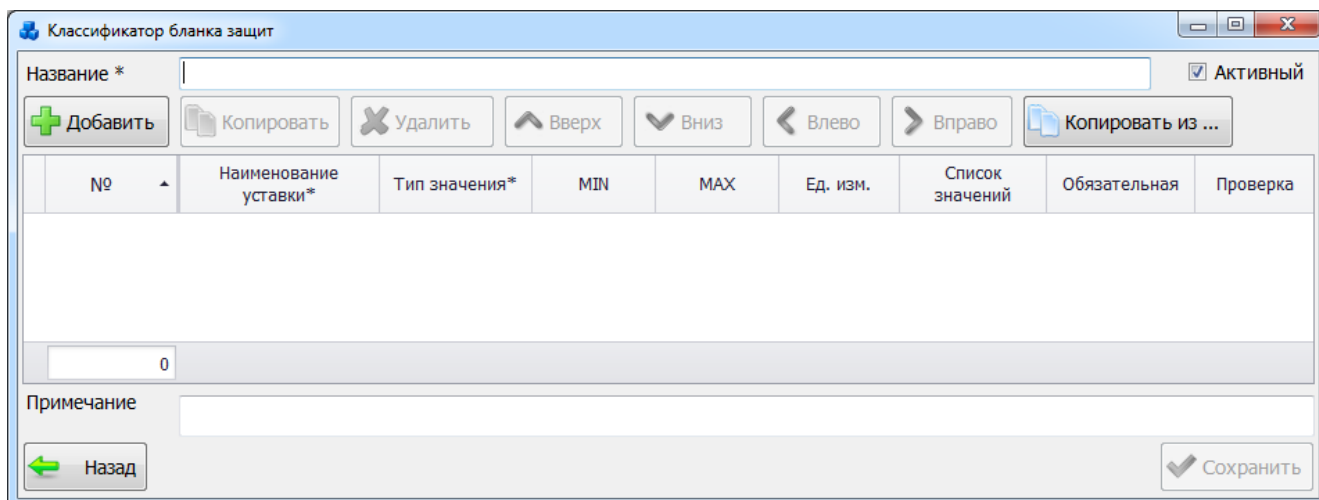 Классификатор бланка защит
Название *
Активный
Добавить Копировать Удалить Вверх Вниз Влево Вправо Копировать из ...
№ Наименование уставки* Тип значения* MIN MAX Ед. изм. Список значений Обязательная Проверка
0
Примечание
Назад Сохранить